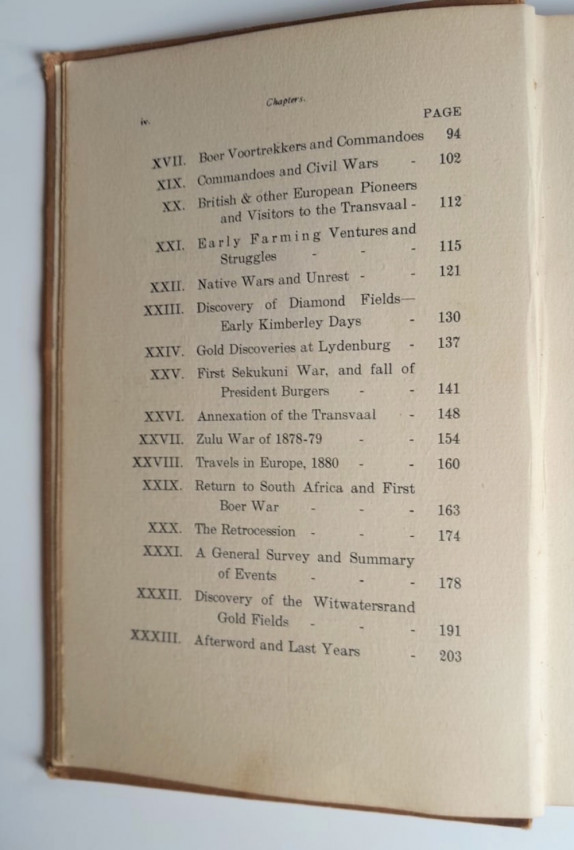 Chapters.
iv.
PAGE
XVII. Boer Voortrekkers and Commandoes 94
XIX. Commandoes and Civil Wars - 102
XX. British & other European Pioneers
and Visitors to the Transvaal - 112
XXI. Early Farming Ventures and
Struggles - - - 115
XXII. Native Wars and Unrest - - 121
XXIII. Discovery of Diamond Fields—
Early Kimberley Days - 130
XXIV. Gold Discoveries at Lydenburg - 137
XXV. First Sekukuni War, and fall of
President Burgers - - 141
XXVI. Annexation of the Transvaal - 148
XXVII. Zulu War of 1878-79 - - 154
XXVIII. Travels in Europe, 1880 - - 160
XXIX. Return to South Africa and First
Boer War - - - 163
XXX. The Retrocession - - - 174
XXXI. A General Survey and Summary
of Events - - - 178
XXXII. Discovery of the Witwatersrand
Gold Fields - - - 191
XXXIII. Afterword and Last Years - 203